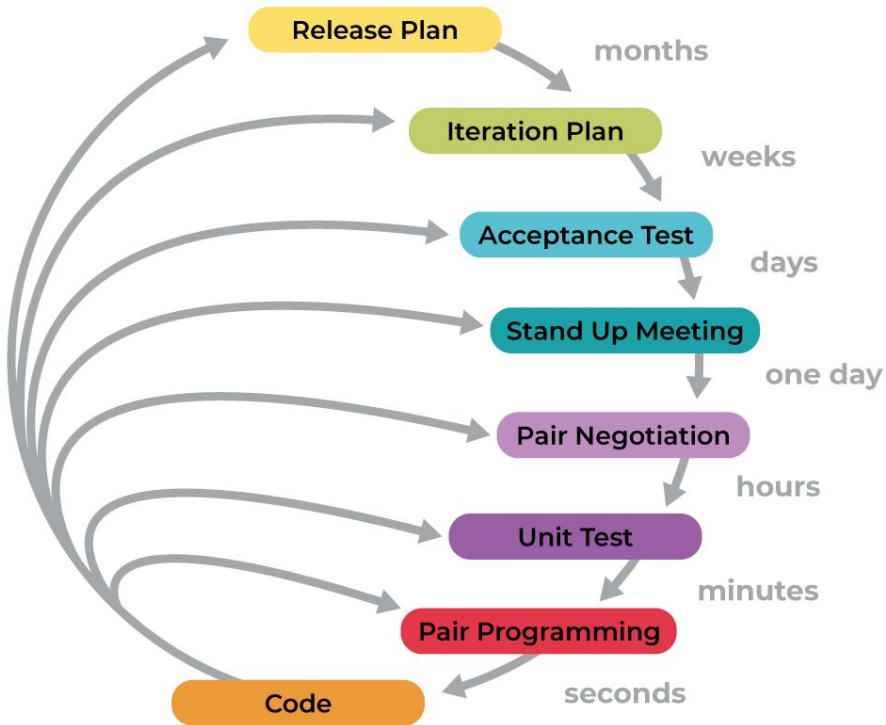 Release Plan
months
Iteration Plan
weeks
Acceptance Test
days
Stand Up Meeting
one day
Pair Negotiation
hours
Unit Test
minutes
Pair Programming
seconds
Code